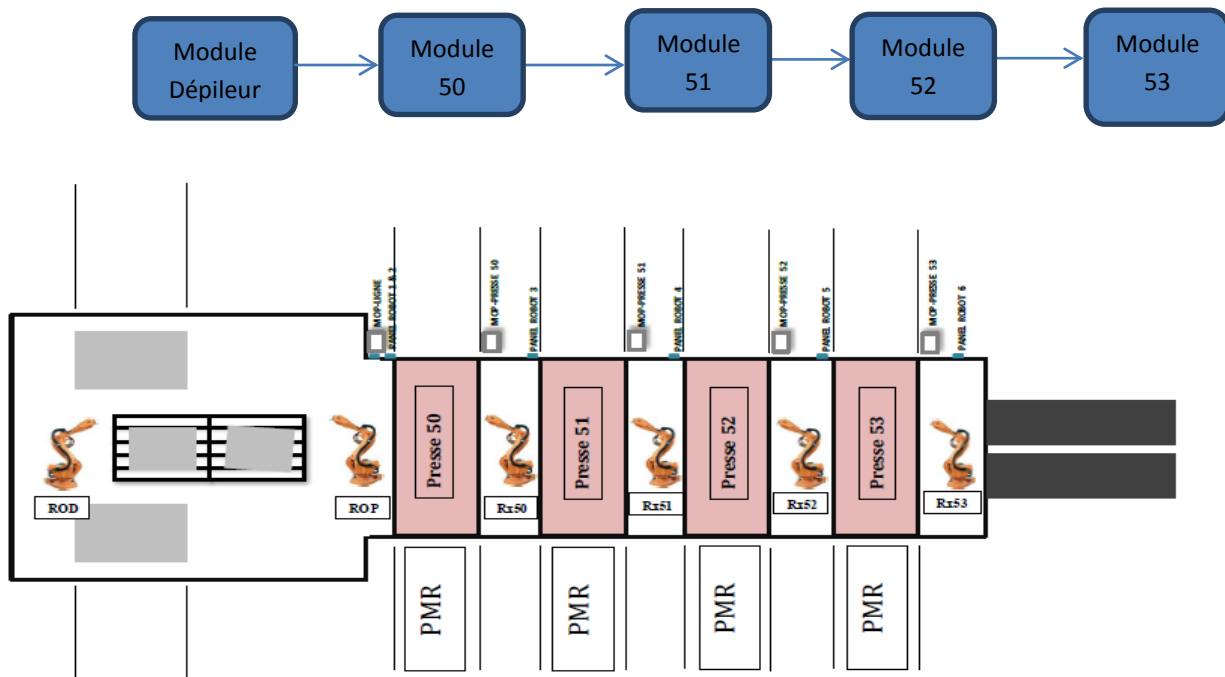 Module
Dépileur
Module
50
Module
51
Module
52
Module
53
MOP-LIGNE
PANEL ROBOT 1 & 2
MOP-PRESSE 50
PANEL ROBOT 3
MOP-PRESSE 51
PANEL ROBOT 4
MOP-PRESSE 52
PANEL ROBOT 5
MOP-PRESSE 53
PANEL ROBOT 6
Presse 50
Presse 51
Presse 52
Presse 53
ROD
ROP
Rx50
Rx51
Rx52
Rx53
PMR
PMR
PMR
PMR